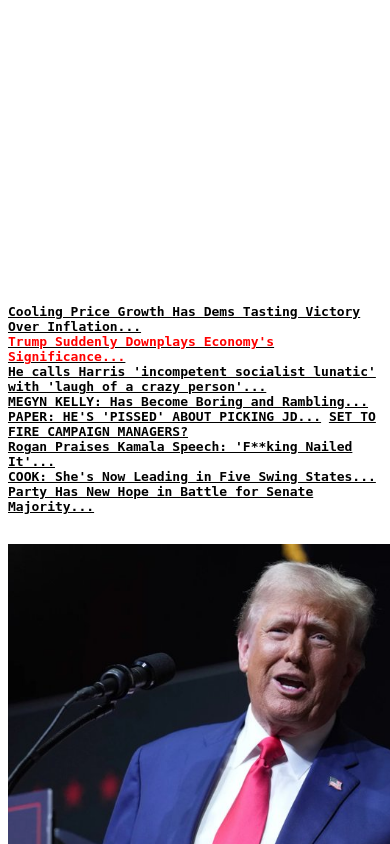 Cooling Price Growth Has Dems Tasting Victory
Over Inflation...
Trump Suddenly Downplays Economy's
Significance...
He calls Harris 'incompetent socialist lunatic'
with 'laugh of a crazy person'...
MEGYN KELLY: Has Become Boring and Rambling...
PAPER: HE'S 'PISSED' ABOUT PICKING JD... SET TO
FIRE CAMPAIGN MANAGERS?
Rogan Praises Kamala Speech: 'F**king Nailed
It'...
COOK: She's Now Leading in Five Swing States...
Party Has New Hope in Battle for Senate
Majority...